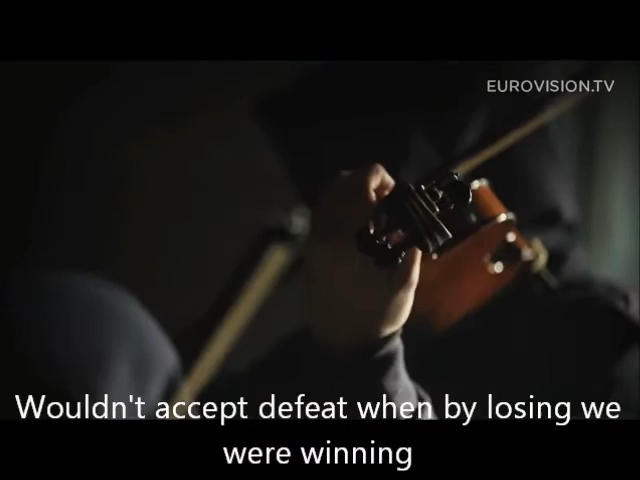 EUROVISION.TV
Wouldn't accept defeat when by losing we
were winning